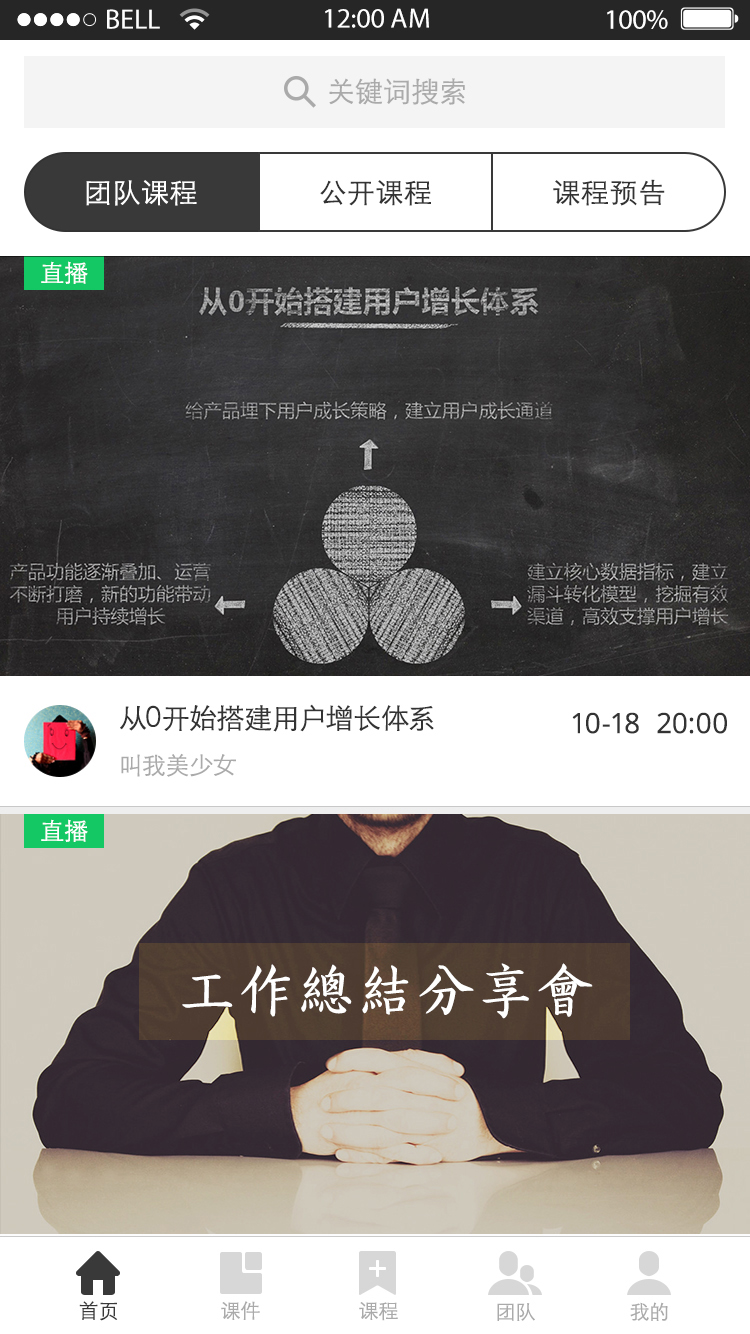 BELL 12:00 AM 100%
关键词搜索
团队课程 公开课程 课程预告
直播
从0开始搭建用户增长体系
给产品埋下用户成长策略，建立用户成长通道
产品功能逐渐叠加、运营
不断打磨，新的功能带动
用户持续增长
建立核心数据指标，建立
漏斗转化模型，挖掘有效
渠道，高效支撑用户增长
从0开始搭建用户增长体系 10-18 20:00
叫我美少女
直播
工作總結分享會
首页 课件 课程 团队 我的